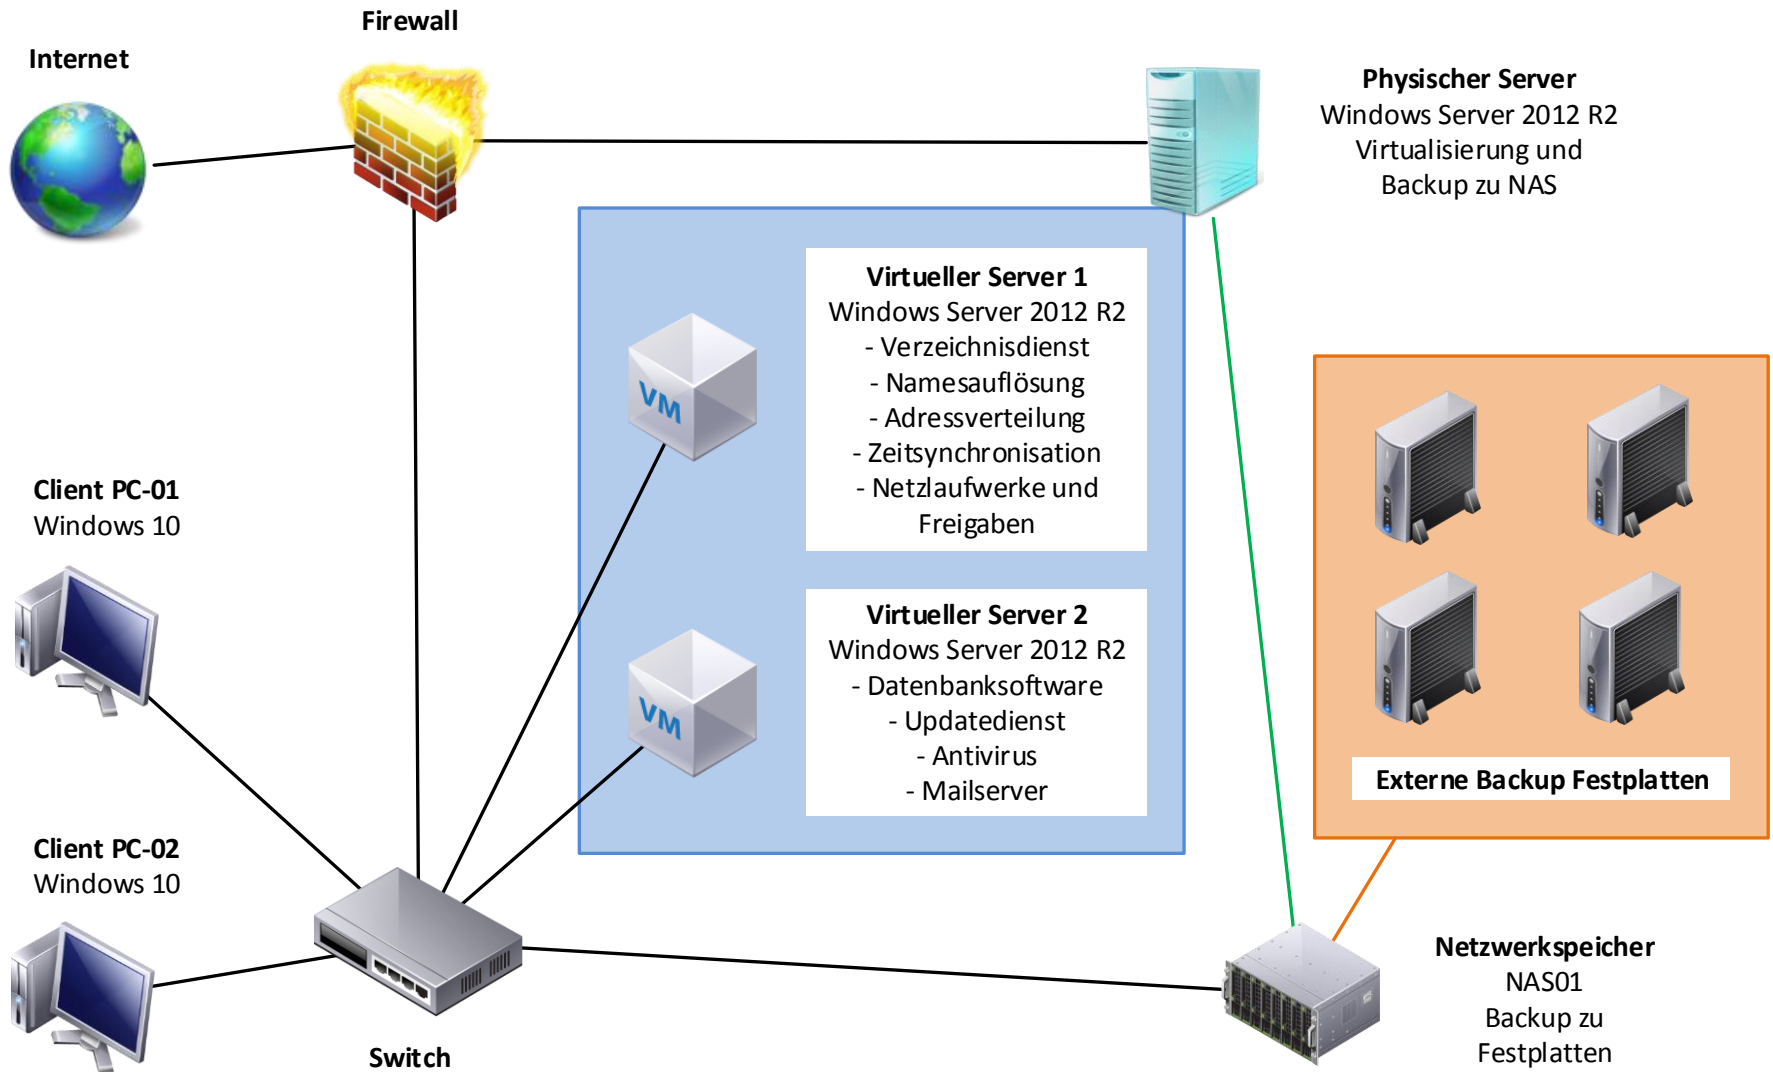 Firewall
Internet
Physischer Server
Windows Server 2012 R2
Virtualisierung und
Backup zu NAS
Virtueller Server 1
Windows Server 2012 R2
- Verzeichnisdienst
- Namesauflösung
- Adressverteilung
- Zeitsynchronisation
- Netzlaufwerke und
Freigaben
VM
Client PC-01
Windows 10
Virtueller Server 2
Windows Server 2012 R2
- Datenbanksoftware
- Updatedienst
- Antivirus
- Mailserver
VM
Externe Backup Festplatten
Client PC-02
Windows 10
Netzwerkspeicher
NAS01
Backup zu
Festplatten
Switch